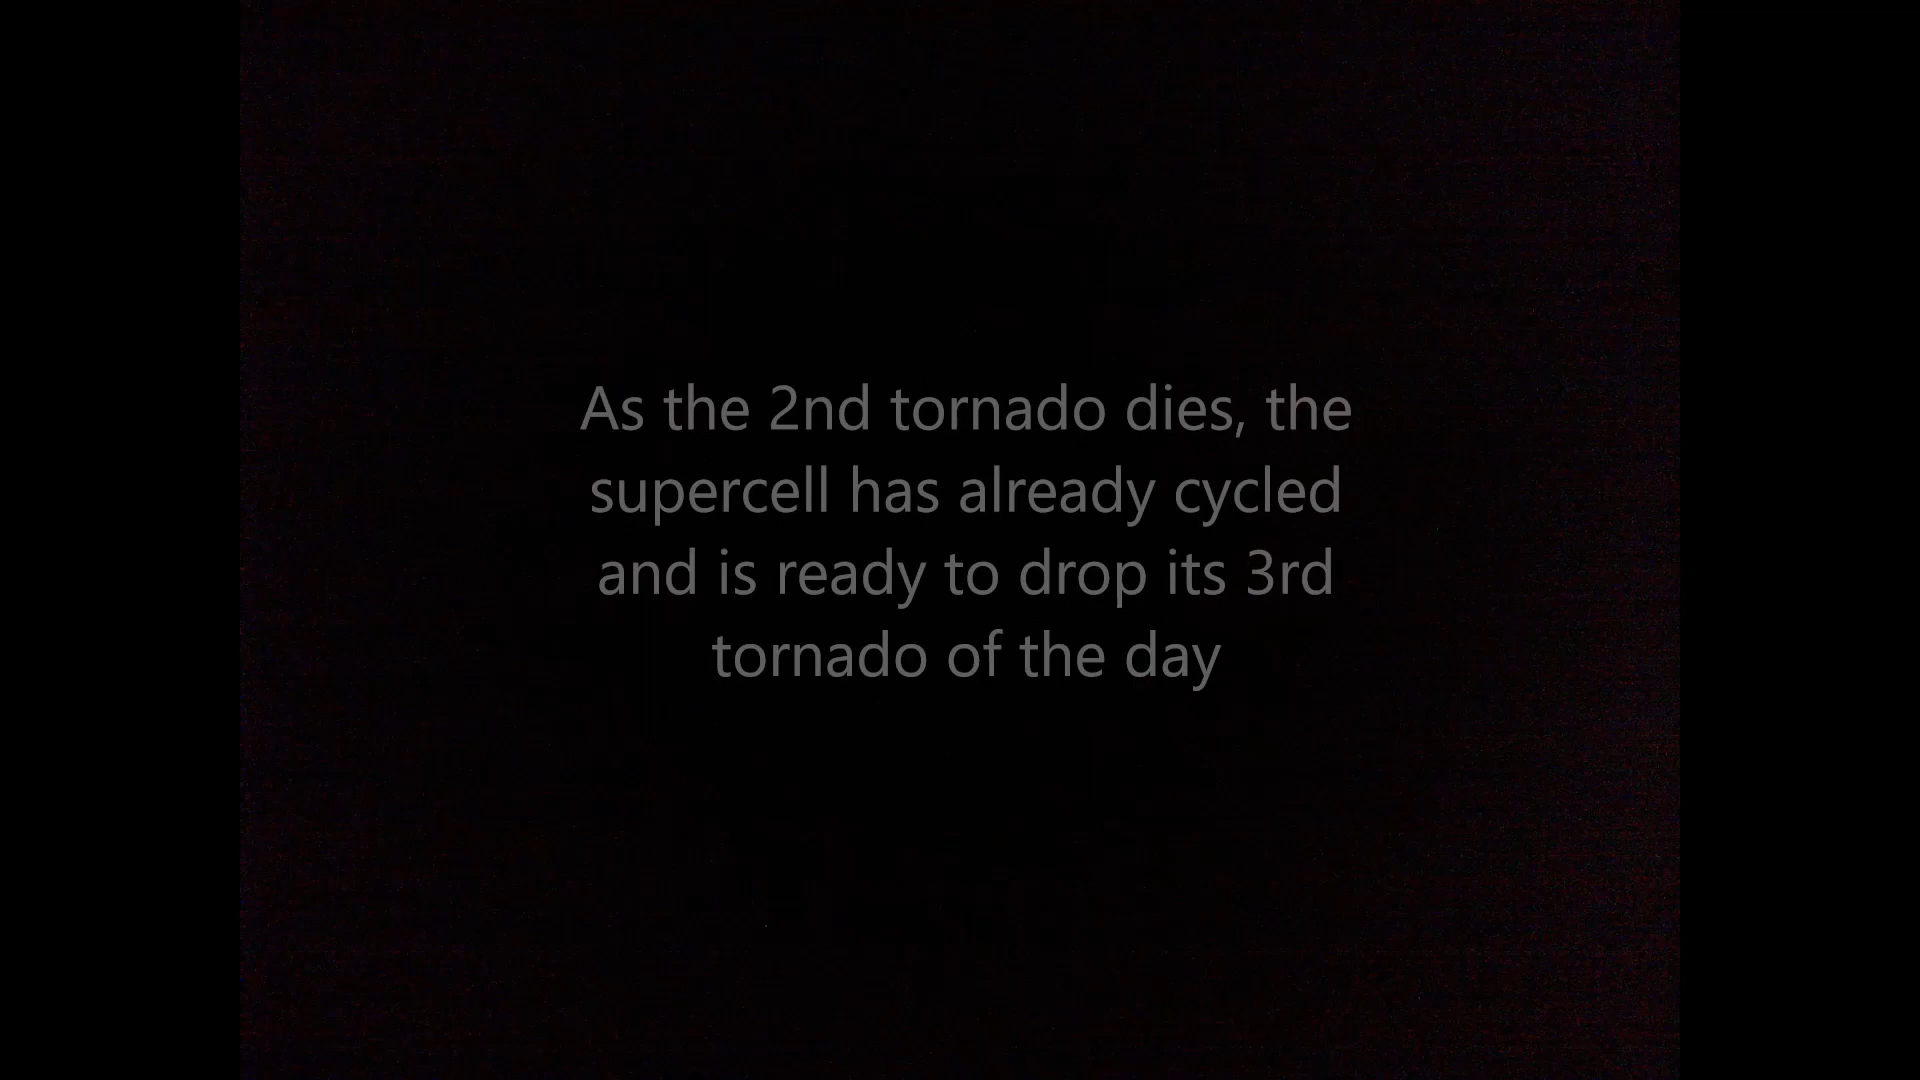 As the 2nd tornado dies, the
supercell has already cycled
and is ready to drop its 3rd
tornado of the day